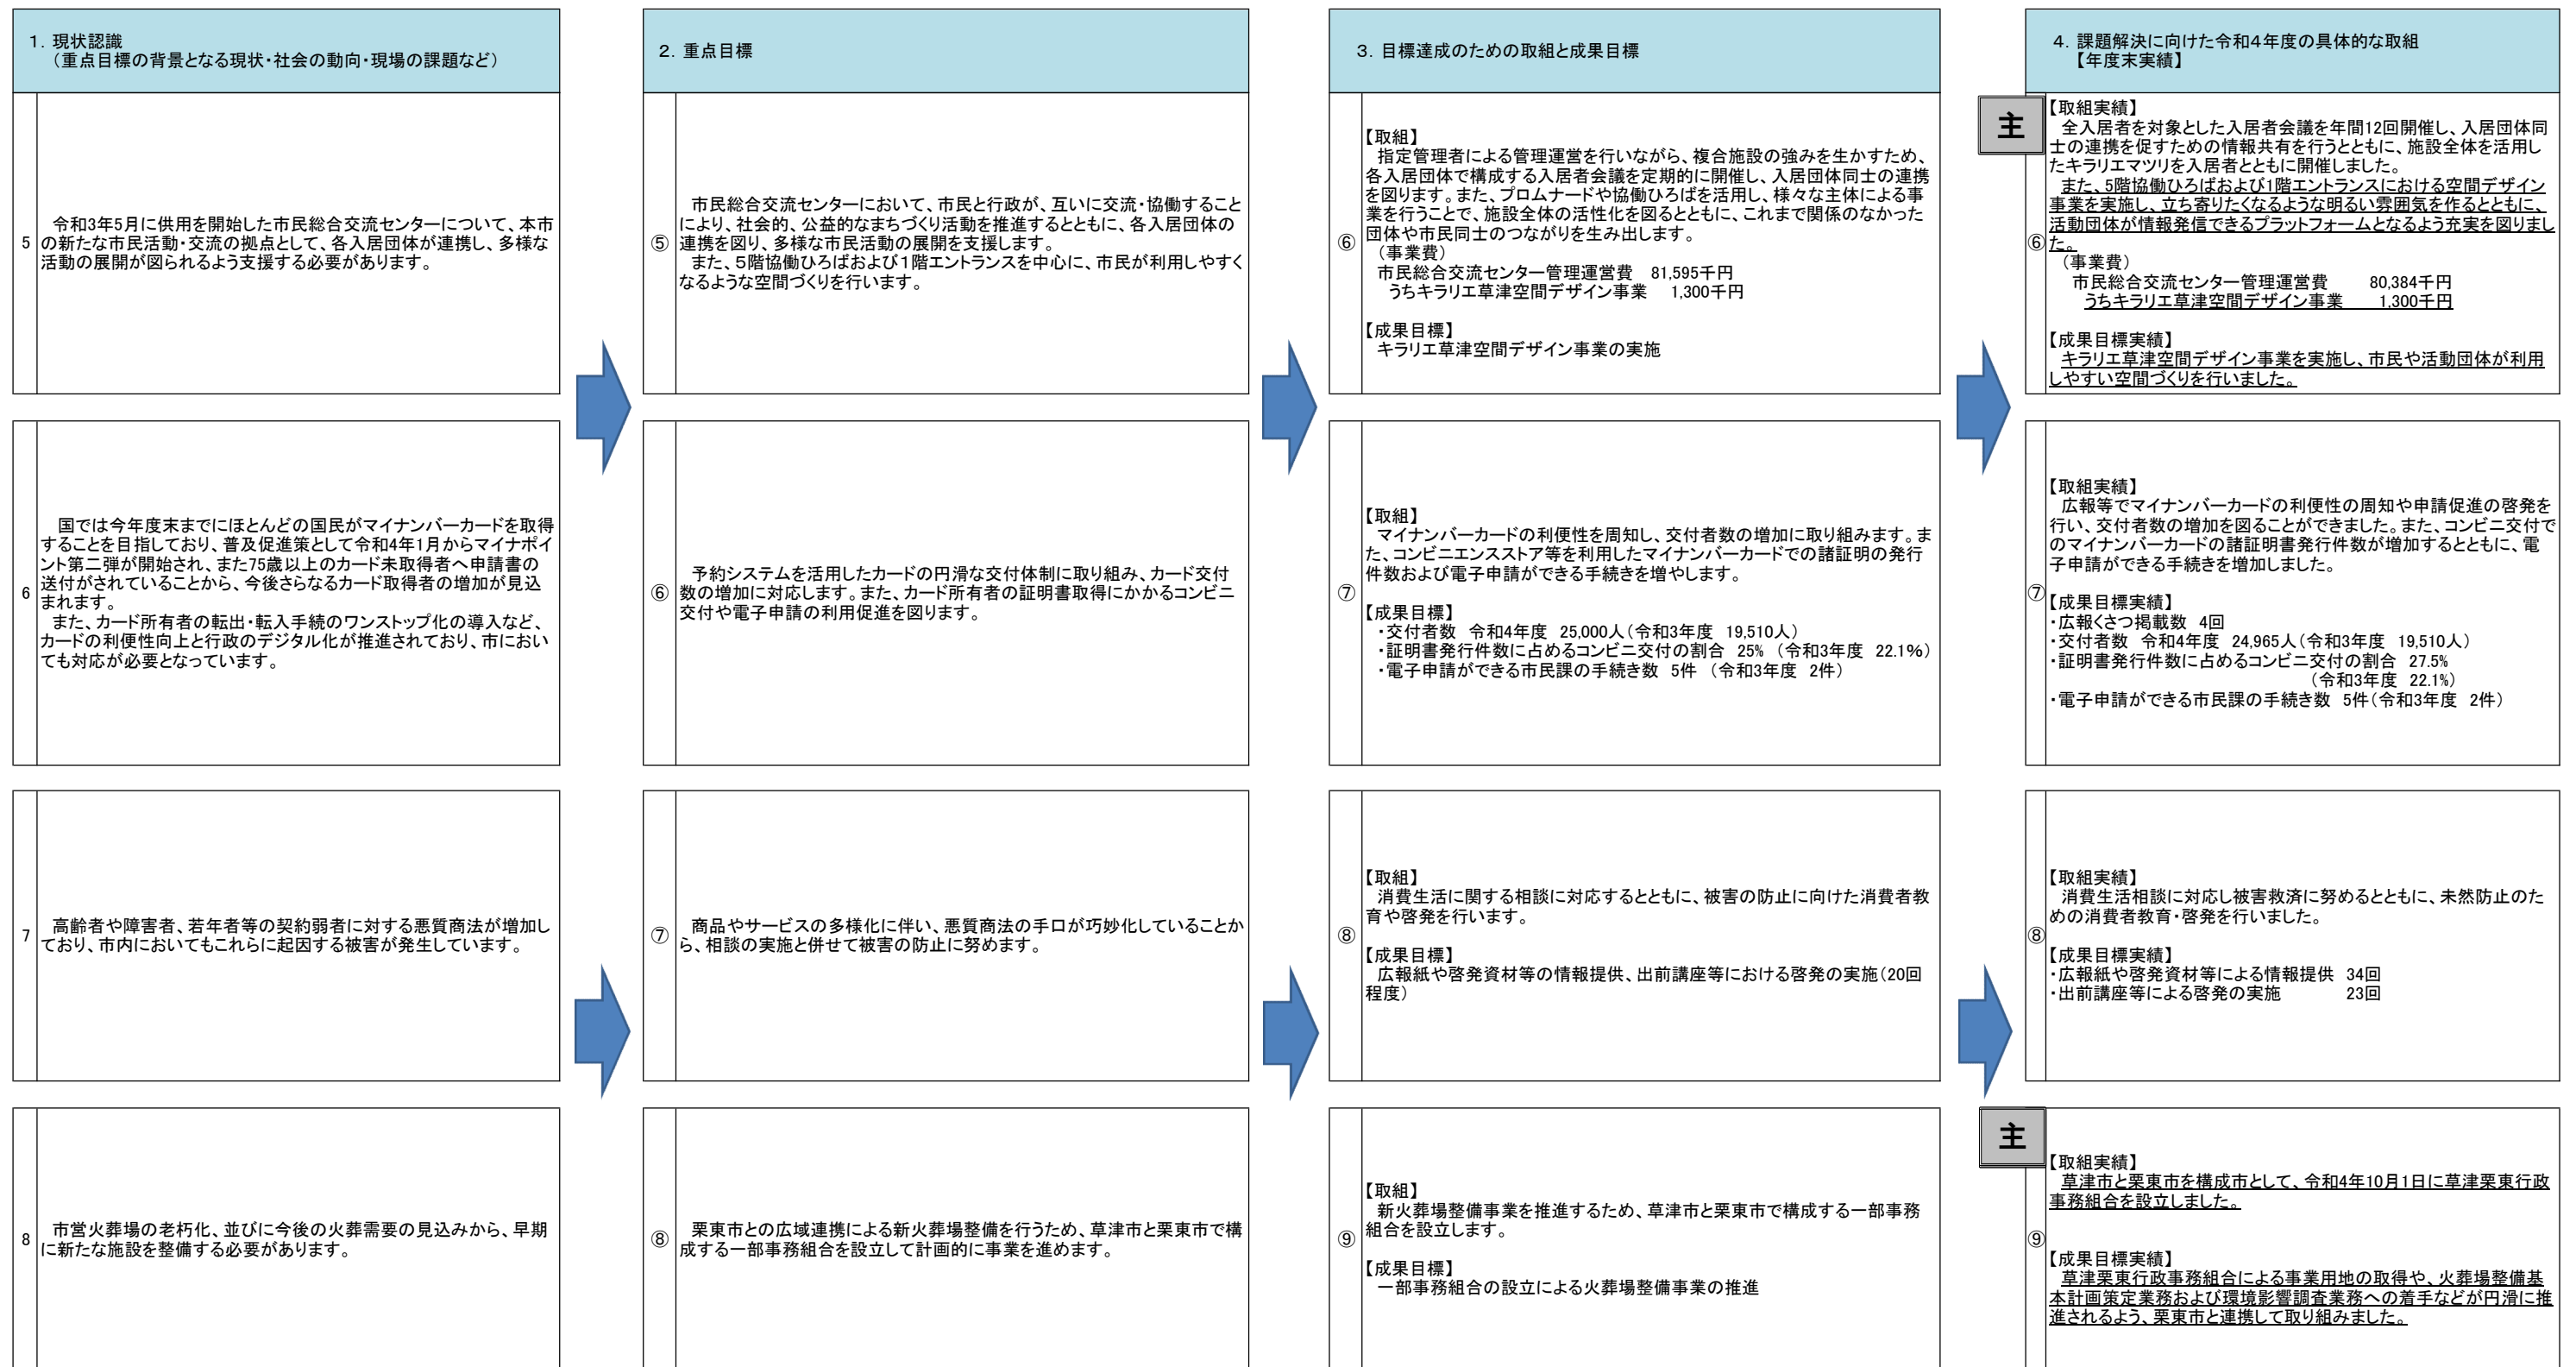 1．現状認識
（重点目標の背景となる現状・社会の動向・現場の課題など）
2．重点目標
3．目標達成のための取組と成果目標
4．課題解決に向けた令和4年度の具体的な取組
【年度末実績】
5
令和3年5月に供用を開始した市民総合交流センターについて、本市
の新たな市民活動・交流の拠点として、各入居団体が連携し、多様な
活動の展開が図られるよう支援する必要があります。
⑤
市民総合交流センターにおいて、市民と行政が、互いに交流・協働すること
により、社会的、公益的なまちづくり活動を推進するとともに、各入居団体の
連携を図り、多様な市民活動の展開を支援します。
また、5階協働ひろばおよび1階エントランスを中心に、市民が利用しやすく
なるような空間づくりを行います。
⑥
【取組】
指定管理者による管理運営を行いながら、複合施設の強みを生かすため、
各入居団体で構成する入居者会議を定期的に開催し、入居団体同士の連携
を図ります。また、プロムナードや協働ひろばを活用し、様々な主体による事
業を行うことで、施設全体の活性化を図るとともに、これまで関係のなかった
団体や市民同士のつながりを生み出します。
（事業費）
市民総合交流センター管理運営費　81,595千円
うちキラリエ草津空間デザイン事業　1,300千円
【成果目標】
キラリエ草津空間デザイン事業の実施
主
⑥
【取組実績】
全入居者を対象とした入居者会議を年間12回開催し、入居団体同
士の連携を促すための情報共有を行うとともに、施設全体を活用し
たキラリエマツリを入居者とともに開催しました。
また、5階協働ひろばおよび1階エントランスにおける空間デザイン
事業を実施し、立ち寄りたくなるような明るい雰囲気を作るとともに、
活動団体が情報発信できるプラットフォームとなるよう充実を図りまし
た。
（事業費）
市民総合交流センター管理運営費　80,384千円
うちキラリエ草津空間デザイン事業　1,300千円
【成果目標実績】
キラリエ草津空間デザイン事業を実施し、市民や活動団体が利用
しやすい空間づくりを行いました。
6
国では今年度末までにほとんどの国民がマイナンバーカードを取得
することを目指しており、普及促進策として令和4年1月からマイナポイ
ント第二弾が開始され、また75歳以上のカード未取得者へ申請書の
送付がされていることから、今後さらなるカード取得者の増加が見込
まれます。
また、カード所有者の転出・転入手続のワンストップ化の導入など、
カードの利便性向上と行政のデジタル化が推進されており、市におい
ても対応が必要となっています。
⑥
予約システムを活用したカードの円滑な交付体制に取り組み、カード交付
数の増加に対応します。また、カード所有者の証明書取得にかかるコンビニ
交付や電子申請の利用促進を図ります。
⑦
【取組】
マイナンバーカードの利便性を周知し、交付者数の増加に取り組みます。ま
た、コンビニエンスストア等を利用したマイナンバーカードでの諸証明の発行
件数および電子申請ができる手続きを増やします。
【成果目標】
・交付者数　令和4年度　25,000人（令和3年度　19,510人）
・証明書発行件数に占めるコンビニ交付の割合　25%　（令和3年度　22.1%）
・電子申請ができる市民課の手続き数　5件　（令和3年度　2件）
⑦
【取組実績】
広報等でマイナンバーカードの利便性の周知や申請促進の啓発を
行い、交付者数の増加を図ることができました。また、コンビニ交付で
のマイナンバーカードの諸証明書発行件数が増加するとともに、電
子申請ができる手続きを増加しました。
【成果目標実績】
・広報くさつ掲載数　4回
・交付者数　令和4年度　24,965人（令和3年度　19,510人）
・証明書発行件数に占めるコンビニ交付の割合　27.5%
（令和3年度　22.1%）
・電子申請ができる市民課の手続き数　5件（令和3年度　2件）
7
高齢者や障害者、若年者等の契約弱者に対する悪質商法が増加し
ており、市内においてもこれらに起因する被害が発生しています。
⑦
商品やサービスの多様化に伴い、悪質商法の手口が巧妙化していることか
ら、相談の実施と併せて被害の防止に努めます。
⑧
【取組】
消費生活に関する相談に対応するとともに、被害の防止に向けた消費者教
育や啓発を行います。
【成果目標】
広報紙や啓発資材等の情報提供、出前講座等における啓発の実施（20回
程度）
⑧
【取組実績】
消費生活相談に対応し被害救済に努めるとともに、未然防止のた
めの消費者教育・啓発を行いました。
【成果目標実績】
・広報紙や啓発資材等による情報提供　34回
・出前講座等による啓発の実施　23回
8
市営火葬場の老朽化、並びに今後の火葬需要の見込みから、早期
に新たな施設を整備する必要があります。
⑧
栗東市との広域連携による新火葬場整備を行うため、草津市と栗東市で構
成する一部事務組合を設立して計画的に事業を進めます。
⑨
【取組】
新火葬場整備事業を推進するため、草津市と栗東市で構成する一部事務
組合を設立します。
【成果目標】
一部事務組合の設立による火葬場整備事業の推進
主
⑨
【取組実績】
草津市と栗東市を構成市として、令和4年10月1日に草津栗東行政
事務組合を設立しました。
【成果目標実績】
草津栗東行政事務組合による事業用地の取得や、火葬場整備基
本計画策定業務および環境影響調査業務への着手などが円滑に推
進されるよう、栗東市と連携して取り組みました。